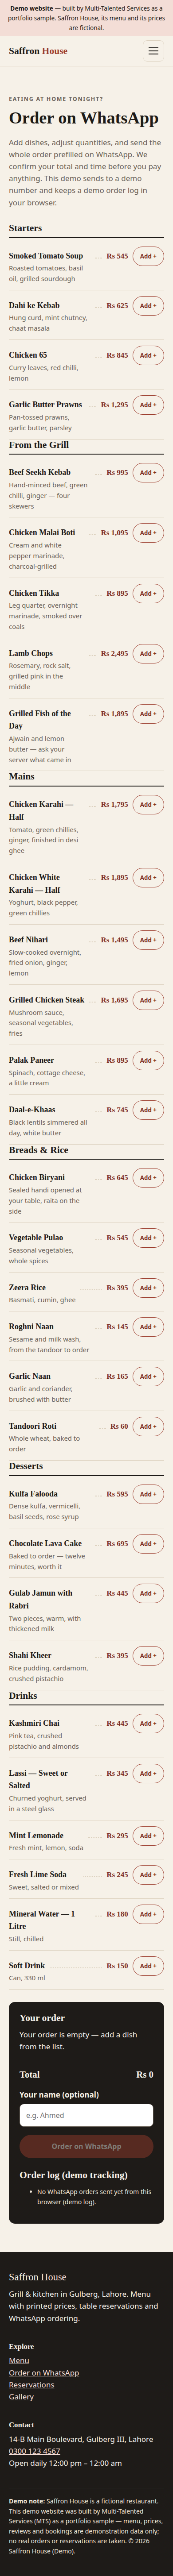 Demo website — built by Multi-Talented Services as a
portfolio sample. Saffron House, its menu and its prices
are fictional.
Saffron House
EATING AT HOME TONIGHT?
Order on WhatsApp
Add dishes, adjust quantities, and send the
whole order prefilled on WhatsApp. We
confirm your total and time before you pay
anything. This demo sends to a demo
number and keeps a demo order log in
your browser.
Starters
Smoked Tomato Soup Rs 545 Add +
Roasted tomatoes, basil
oil, grilled sourdough
Dahi ke Kebab Rs 625 Add +
Hung curd, mint chutney,
chaat masala
Chicken 65 Rs 845 Add +
Curry leaves, red chilli,
lemon
Garlic Butter Prawns Rs 1,295 Add +
Pan-tossed prawns,
garlic butter, parsley
From the Grill
Beef Seekh Kebab Rs 995 Add +
Hand-minced beef, green
chilli, ginger — four
skewers
Chicken Malai Boti Rs 1,095 Add +
Cream and white
pepper marinade,
charcoal-grilled
Chicken Tikka Rs 895 Add +
Leg quarter, overnight
marinade, smoked over
coals
Lamb Chops Rs 2,495 Add +
Rosemary, rock salt,
grilled pink in the
middle
Grilled Fish of the Rs 1,895 Add +
Day
Ajwain and lemon
butter — ask your
server what came in
Mains
Chicken Karahi — Rs 1,795 Add +
Half
Tomato, green chillies,
ginger, finished in desi
ghee
Chicken White Rs 1,895 Add +
Karahi — Half
Yoghurt, black pepper,
green chillies
Beef Nihari Rs 1,495 Add +
Slow-cooked overnight,
fried onion, ginger,
lemon
Grilled Chicken Steak Rs 1,695 Add +
Mushroom sauce,
seasonal vegetables,
fries
Palak Paneer Rs 895 Add +
Spinach, cottage cheese,
a little cream
Daal-e-Khaas Rs 745 Add +
Black lentils simmered all
day, white butter
Breads & Rice
Chicken Biryani Rs 645 Add +
Sealed handi opened at
your table, raita on the
side
Vegetable Pulao Rs 545 Add +
Seasonal vegetables,
whole spices
Zeera Rice Rs 395 Add +
Basmati, cumin, ghee
Roghni Naan Rs 145 Add +
Sesame and milk wash,
from the tandoor to order
Garlic Naan Rs 165 Add +
Garlic and coriander,
brushed with butter
Tandoori Roti Rs 60 Add +
Whole wheat, baked to
order
Desserts
Kulfa Falooda Rs 595 Add +
Dense kulfa, vermicelli,
basil seeds, rose syrup
Chocolate Lava Cake Rs 695 Add +
Baked to order — twelve
minutes, worth it
Gulab Jamun with Rs 445 Add +
Rabri
Two pieces, warm, with
thickened milk
Shahi Kheer Rs 395 Add +
Rice pudding, cardamom,
crushed pistachio
Drinks
Kashmiri Chai Rs 445 Add +
Pink tea, crushed
pistachio and almonds
Lassi — Sweet or Rs 345 Add +
Salted
Churned yoghurt, served
in a steel glass
Mint Lemonade Rs 295 Add +
Fresh mint, lemon, soda
Fresh Lime Soda Rs 245 Add +
Sweet, salted or mixed
Mineral Water — 1 Rs 180 Add +
Litre
Still, chilled
Soft Drink Rs 150 Add +
Can, 330 ml
Your order
Your order is empty — add a dish
from the list.
Total Rs 0
Your name (optional)
e.g. Ahmed
Order on WhatsApp
Order log (demo tracking)
• No WhatsApp orders sent yet from this
browser (demo log).
Saffron House
Grill & kitchen in Gulberg, Lahore. Menu
with printed prices, table reservations and
WhatsApp ordering.
Explore
Menu
Order on WhatsApp
Reservations
Gallery
Contact
14-B Main Boulevard, Gulberg III, Lahore
0300 123 4567
Open daily 12:00 pm – 12:00 am
Demo note: Saffron House is a fictional restaurant.
This demo website was built by Multi-Talented
Services (MTS) as a portfolio sample — menu, prices,
reviews and bookings are demonstration data only;
no real orders or reservations are taken. © 2026
Saffron House (Demo).